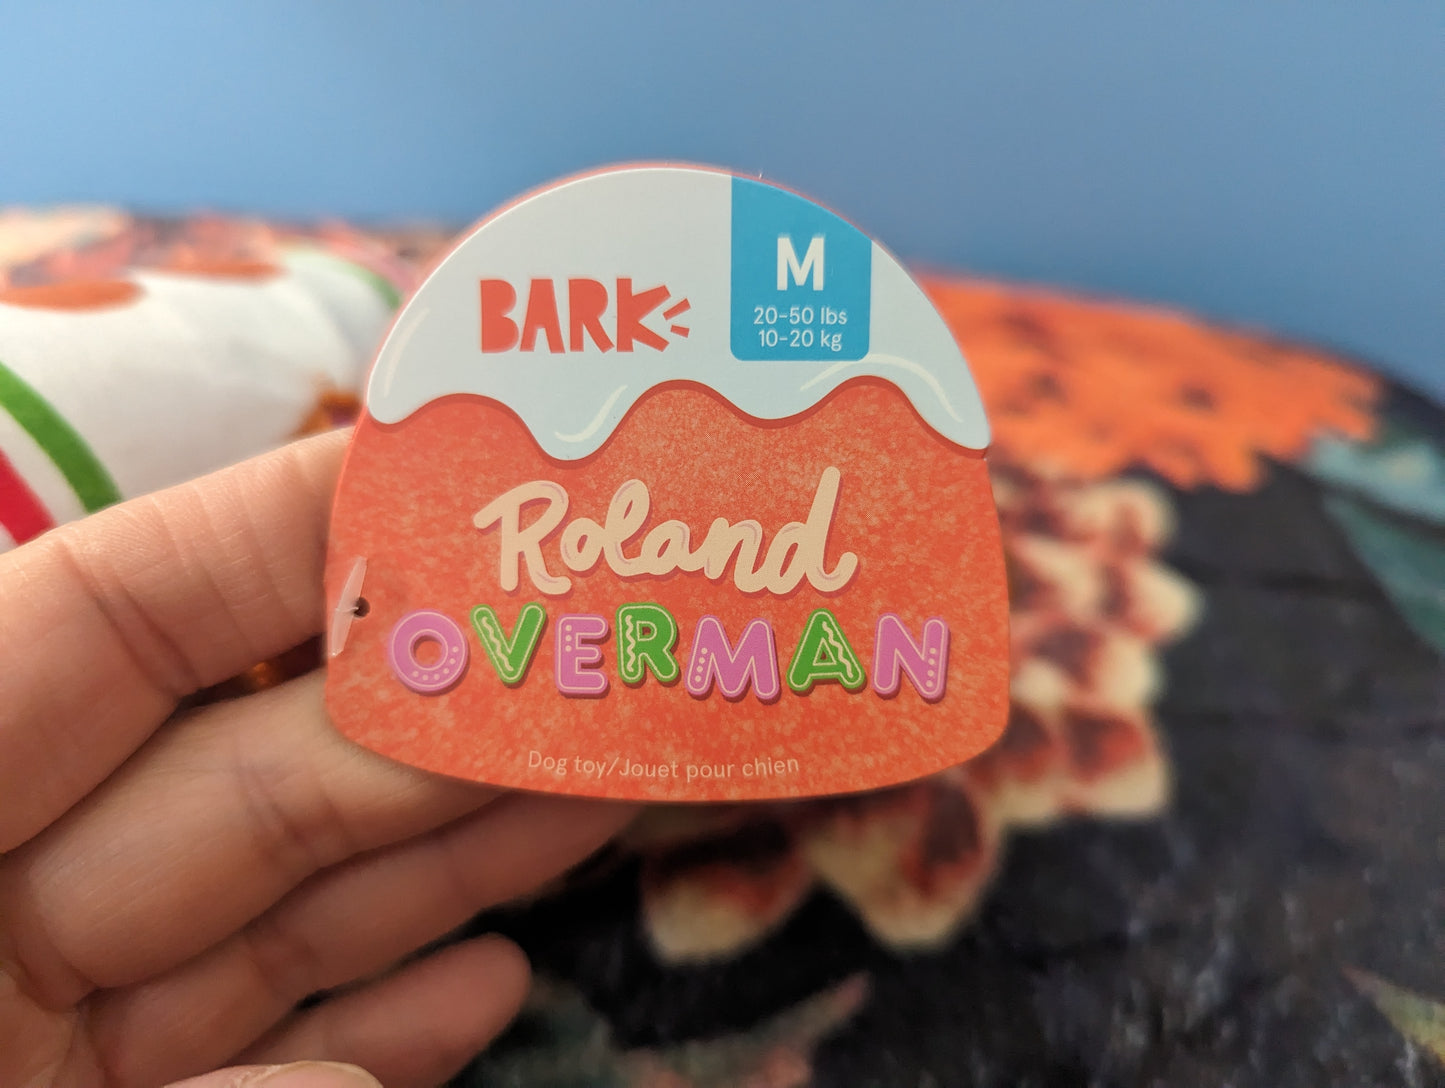 BARK
M
20-50 lbs
10-20 kg
Roland
OVERMAN
Dog toy/Jouet pour chien